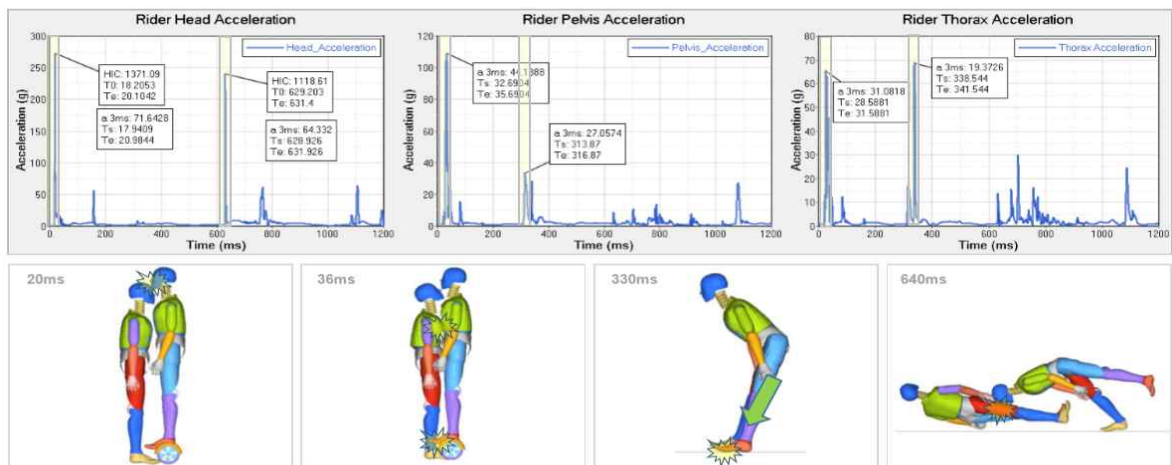 Rider Head Acceleration
Head_Acceleration
HIC: 1371.09
T0: 18.2053
Te: 20.1042
a 3ms: 71.6428
Ts: 17.9409
Te: 20.9844
HIC: 1118.61
T0: 629.203
Te: 631.4
a 3ms: 64.332
Ts: 628.926
Te: 631.926
Acceleration (g)
300
250
200
150
100
50
0
0 200 400 600 800 1000 1200
Time (ms)
Rider Pelvis Acceleration
Pelvis_Acceleration
a 3ms: 44.1388
Ts: 32.6904
Te: 35.6904
a 3ms: 27.0574
Ts: 313.87
Te: 316.87
Acceleration (g)
120
100
80
60
40
20
0
0 200 400 600 800 1000 1200
Time (ms)
Rider Thorax Acceleration
Thorax Acceleration
a 3ms: 31.0818
Ts: 28.5881
Te: 31.5881
a 3ms: 19.3726
Ts: 338.544
Te: 341.544
Acceleration (g)
80
70
60
50
40
30
20
10
0
0 200 400 600 800 1000 1200
Time (ms)
20ms
36ms
330ms
640ms